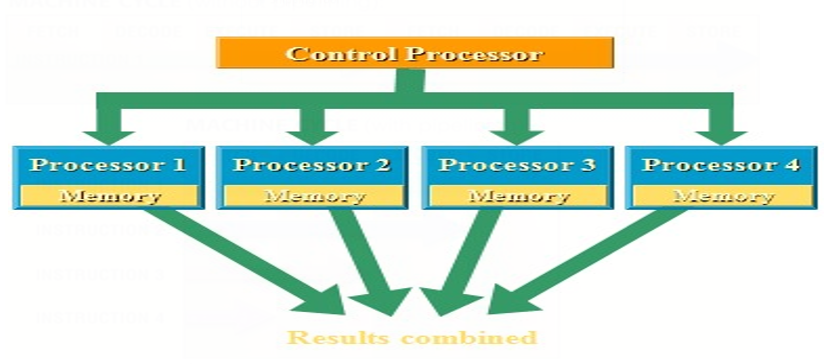 Control Processor
Processor 1 Processor 2 Processor 3 Processor 4
Memory Memory Memory Memory
Results combined